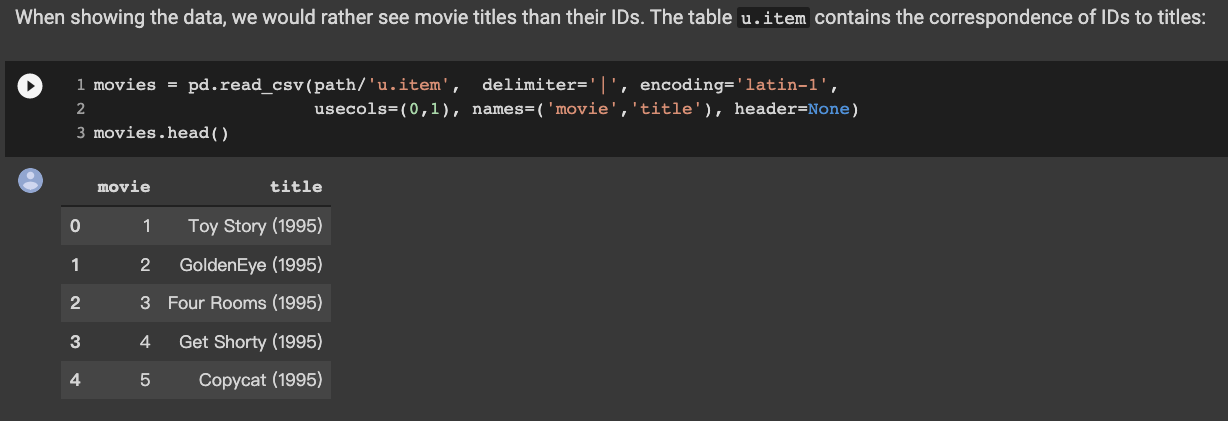 When showing the data, we would rather see movie titles than their IDs. The table u.item contains the correspondence of IDs to titles:
1 movies = pd.read_csv(path/'u.item',  delimiter='|', encoding='latin-1',
2                      usecols=(0,1), names=('movie','title'), header=None)
3 movies.head()
movie title
0 1 Toy Story (1995)
1 2 GoldenEye (1995)
2 3 Four Rooms (1995)
3 4 Get Shorty (1995)
4 5 Copycat (1995)